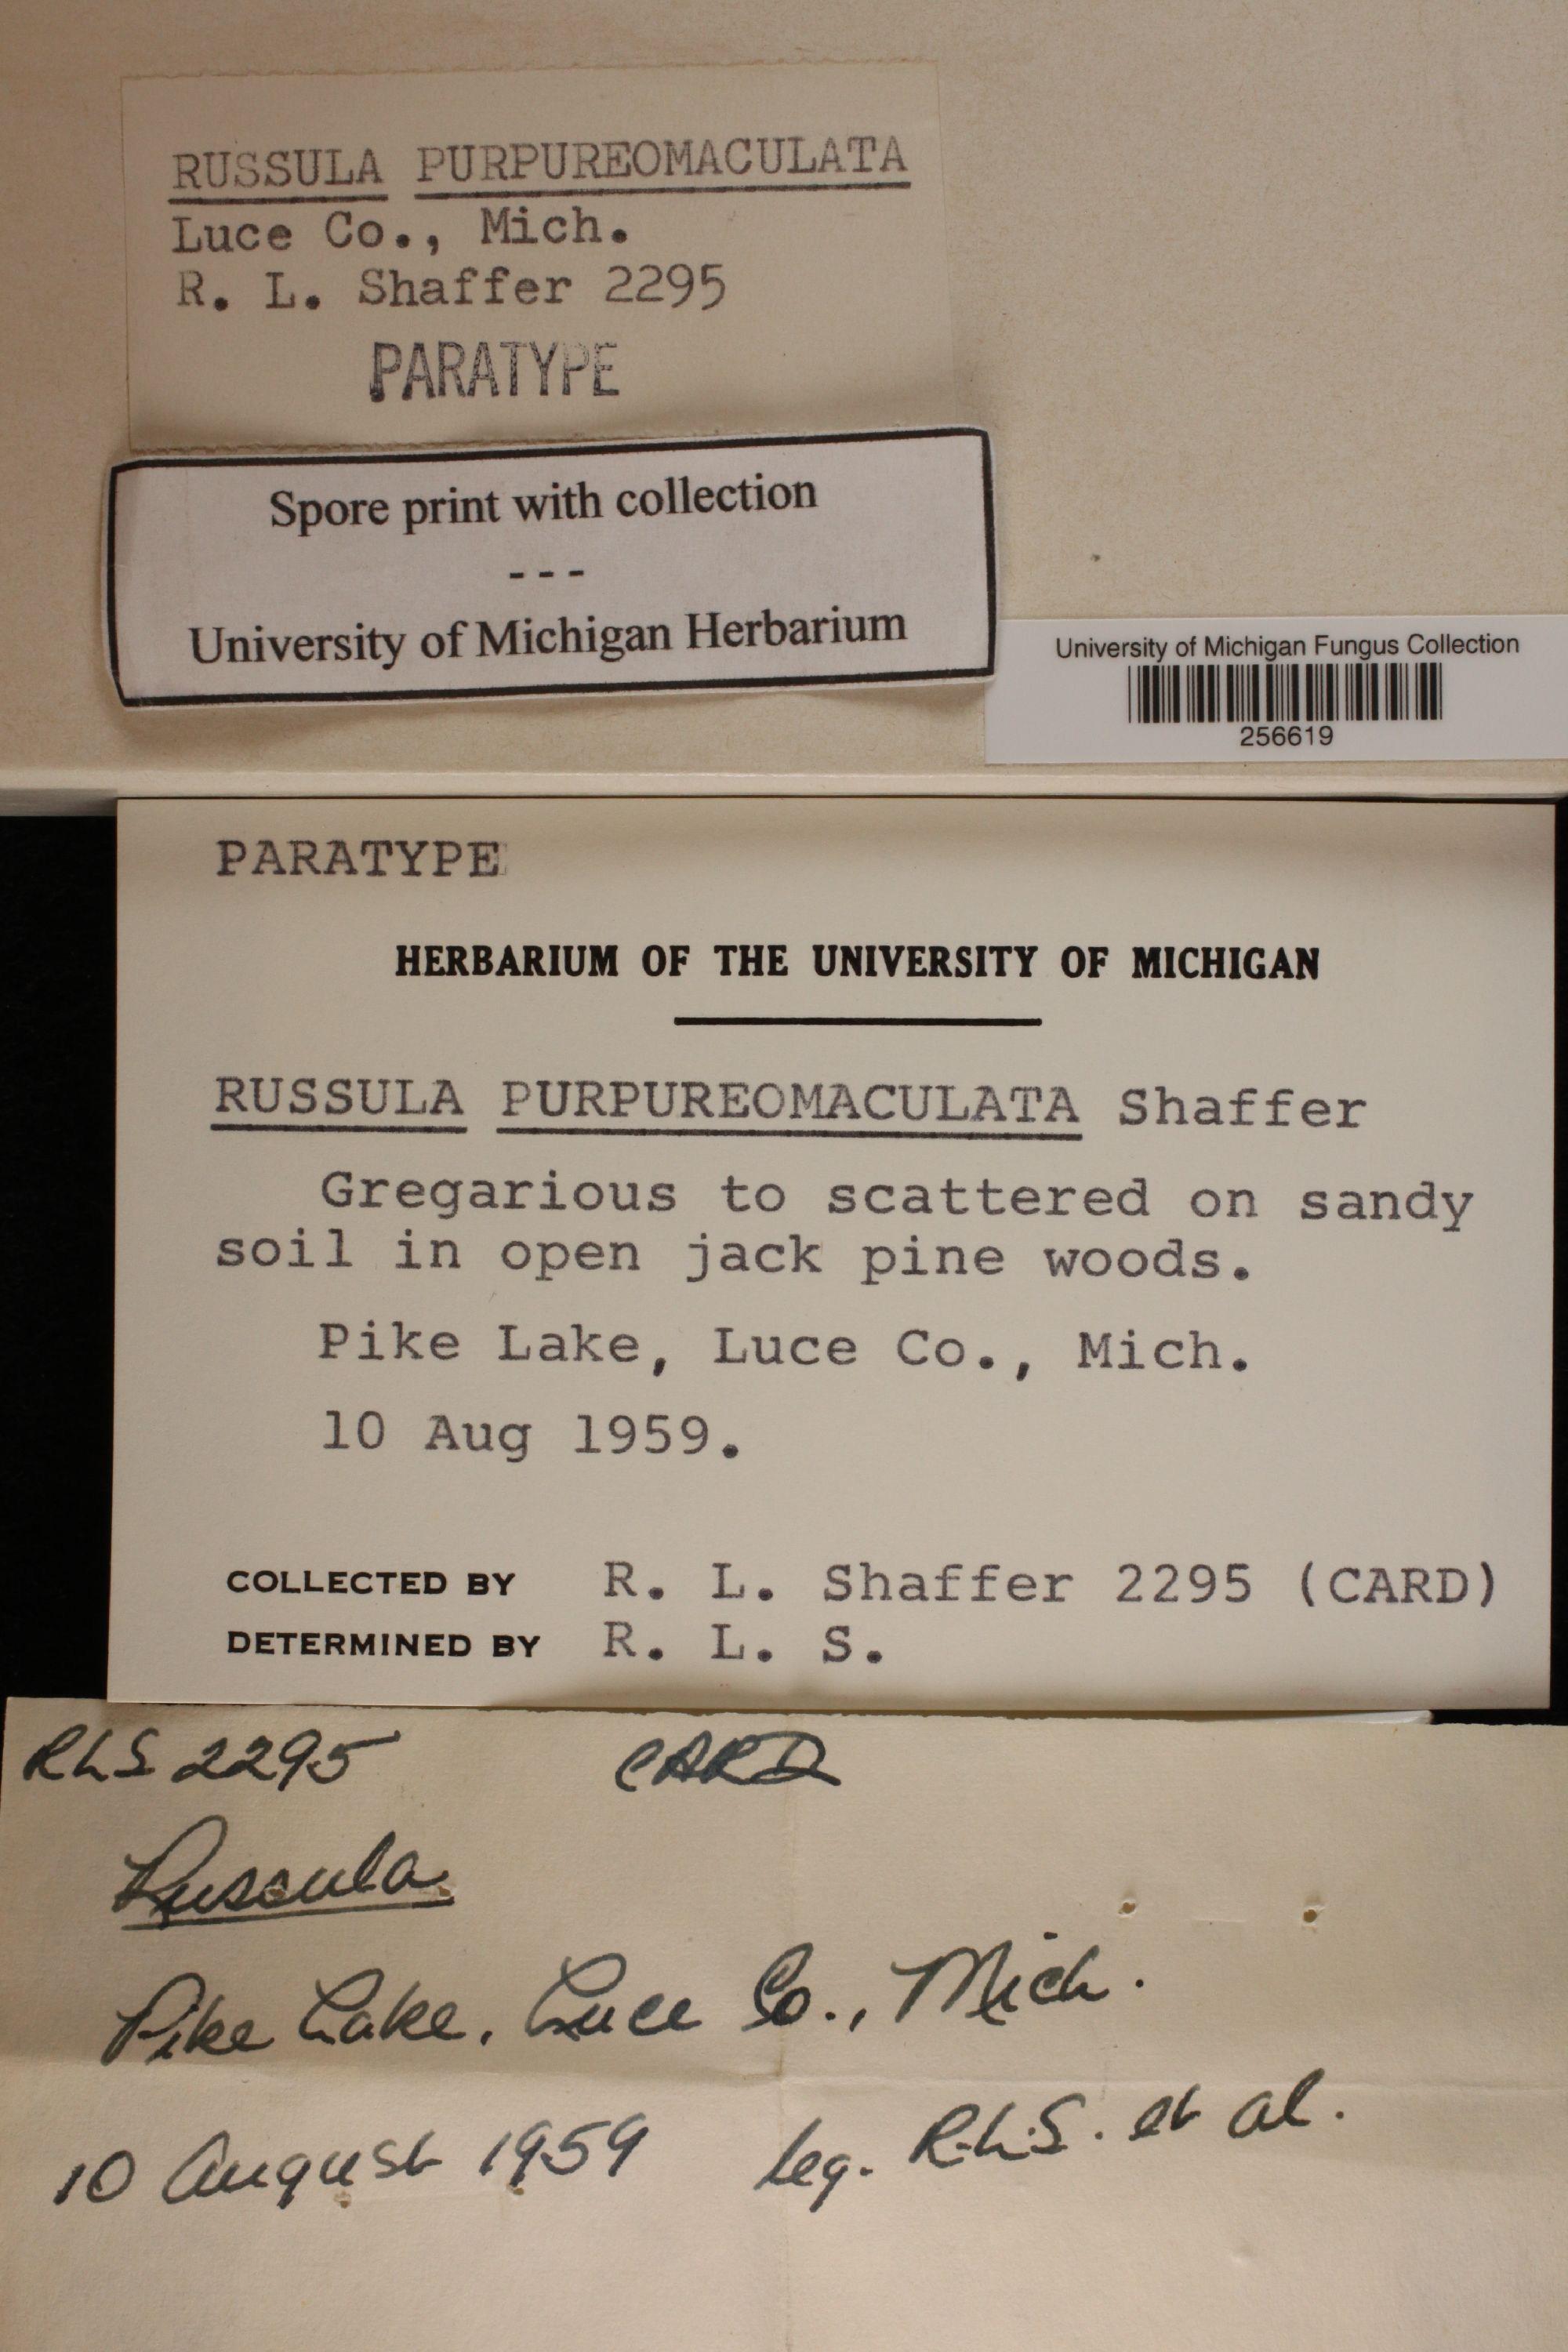 RUSSULA PURPUREOMACULATA
Luce Co., Mich.
R. L. Shaffer 2295
PARATYPE
Spore print with collection
---
University of Michigan Herbarium
University of Michigan Fungus Collection
256619
PARATYPE
HERBARIUM OF THE UNIVERSITY OF MICHIGAN
RUSSULA PURPUREOMACULATA Shaffer
Gregarious to scattered on sandy
soil in open jack pine woods.
Pike Lake, Luce Co., Mich.
10 Aug 1959.
COLLECTED BY R. L. Shaffer 2295 (CARD)
DETERMINED BY R. L. S.
RLS 2295 CARD
Russula
Pike Lake, Luce Co., Mich.
10 August 1959 leg. R.L.S. et al.